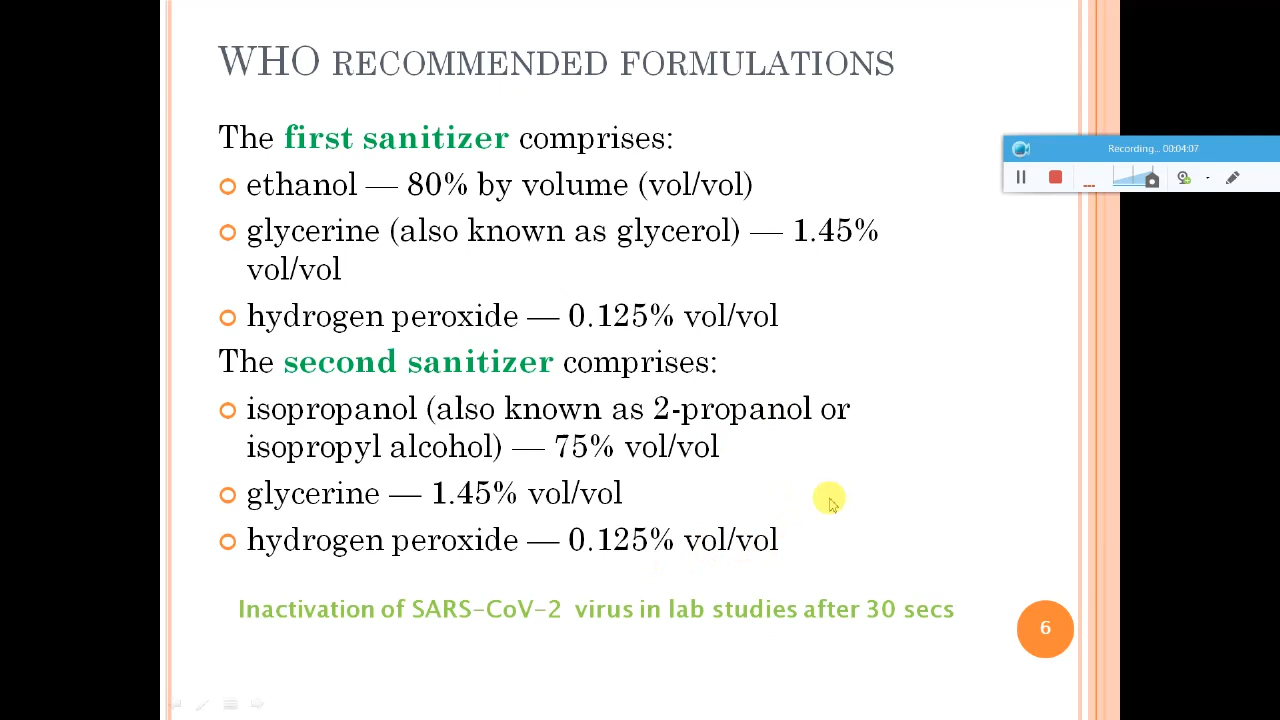 WHO RECOMMENDED FORMULATIONS
The first sanitizer comprises:
ethanol — 80% by volume (vol/vol)
glycerine (also known as glycerol) — 1.45%
vol/vol
hydrogen peroxide — 0.125% vol/vol
The second sanitizer comprises:
isopropanol (also known as 2-propanol or
isopropyl alcohol) — 75% vol/vol
glycerine — 1.45% vol/vol
hydrogen peroxide — 0.125% vol/vol
Inactivation of SARS-CoV-2 virus in lab studies after 30 secs
6
Recording... 00:04:07